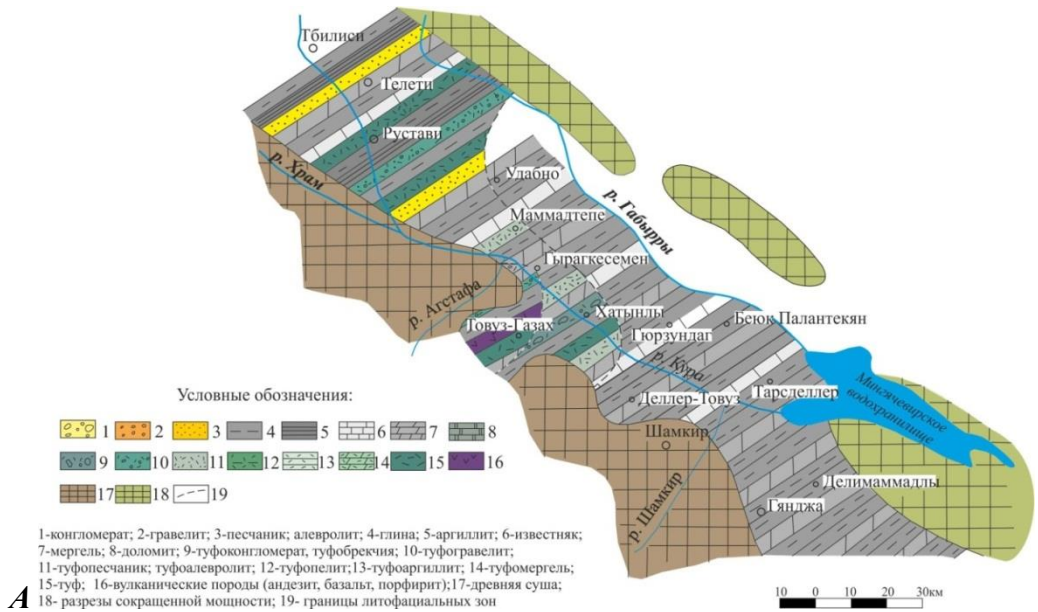 Тбилиси
Телети
Рустави
р. Храм
Удабно
р. Габырры
Маммадтепе
Гырагкесемен
р. Агстафа
Хатынлы
Товуз-Газах
Гюрзундаг
Беюк Палантекян
р. Кура
Тарсделлер
Мингячевирское
водохранилище
Деллер-Товуз
Шамкир
р. Шамкир
Делимаммадлы
Гянджа
Условные обозначения:
1 2 3 4 5 6 7 8
9 10 11 12 13 14 15 16
17 18 19
1-конгломерат; 2-гравелит; 3-песчаник; алевролит; 4-глина; 5-аргиллит; 6-известняк;
7-мергель; 8-доломит; 9-туфоконгломерат, туфобрекчия; 10-туфогравелит;
11-туфопесчаник; туфоалевролит; 12-туфопелит;13-туфоаргиллит; 14-туфомергель;
15-туф; 16-вулканические породы (андезит, базальт, порфирит);17-древняя суша;
18- разрезы сокращенной мощности; 19- границы литофациальных зон
А
10 0 10 20 30км